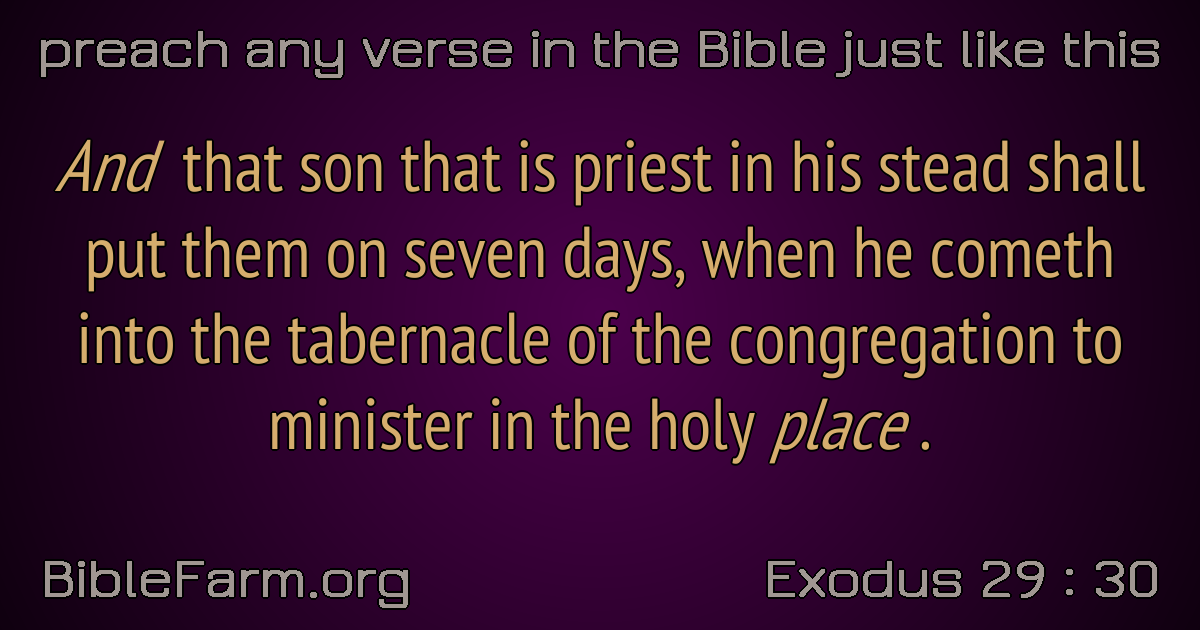 preach any verse in the Bible just like this
And that son that is priest in his stead shall
put them on seven days, when he cometh
into the tabernacle of the congregation to
minister in the holy place .
BibleFarm.org
Exodus 29 : 30